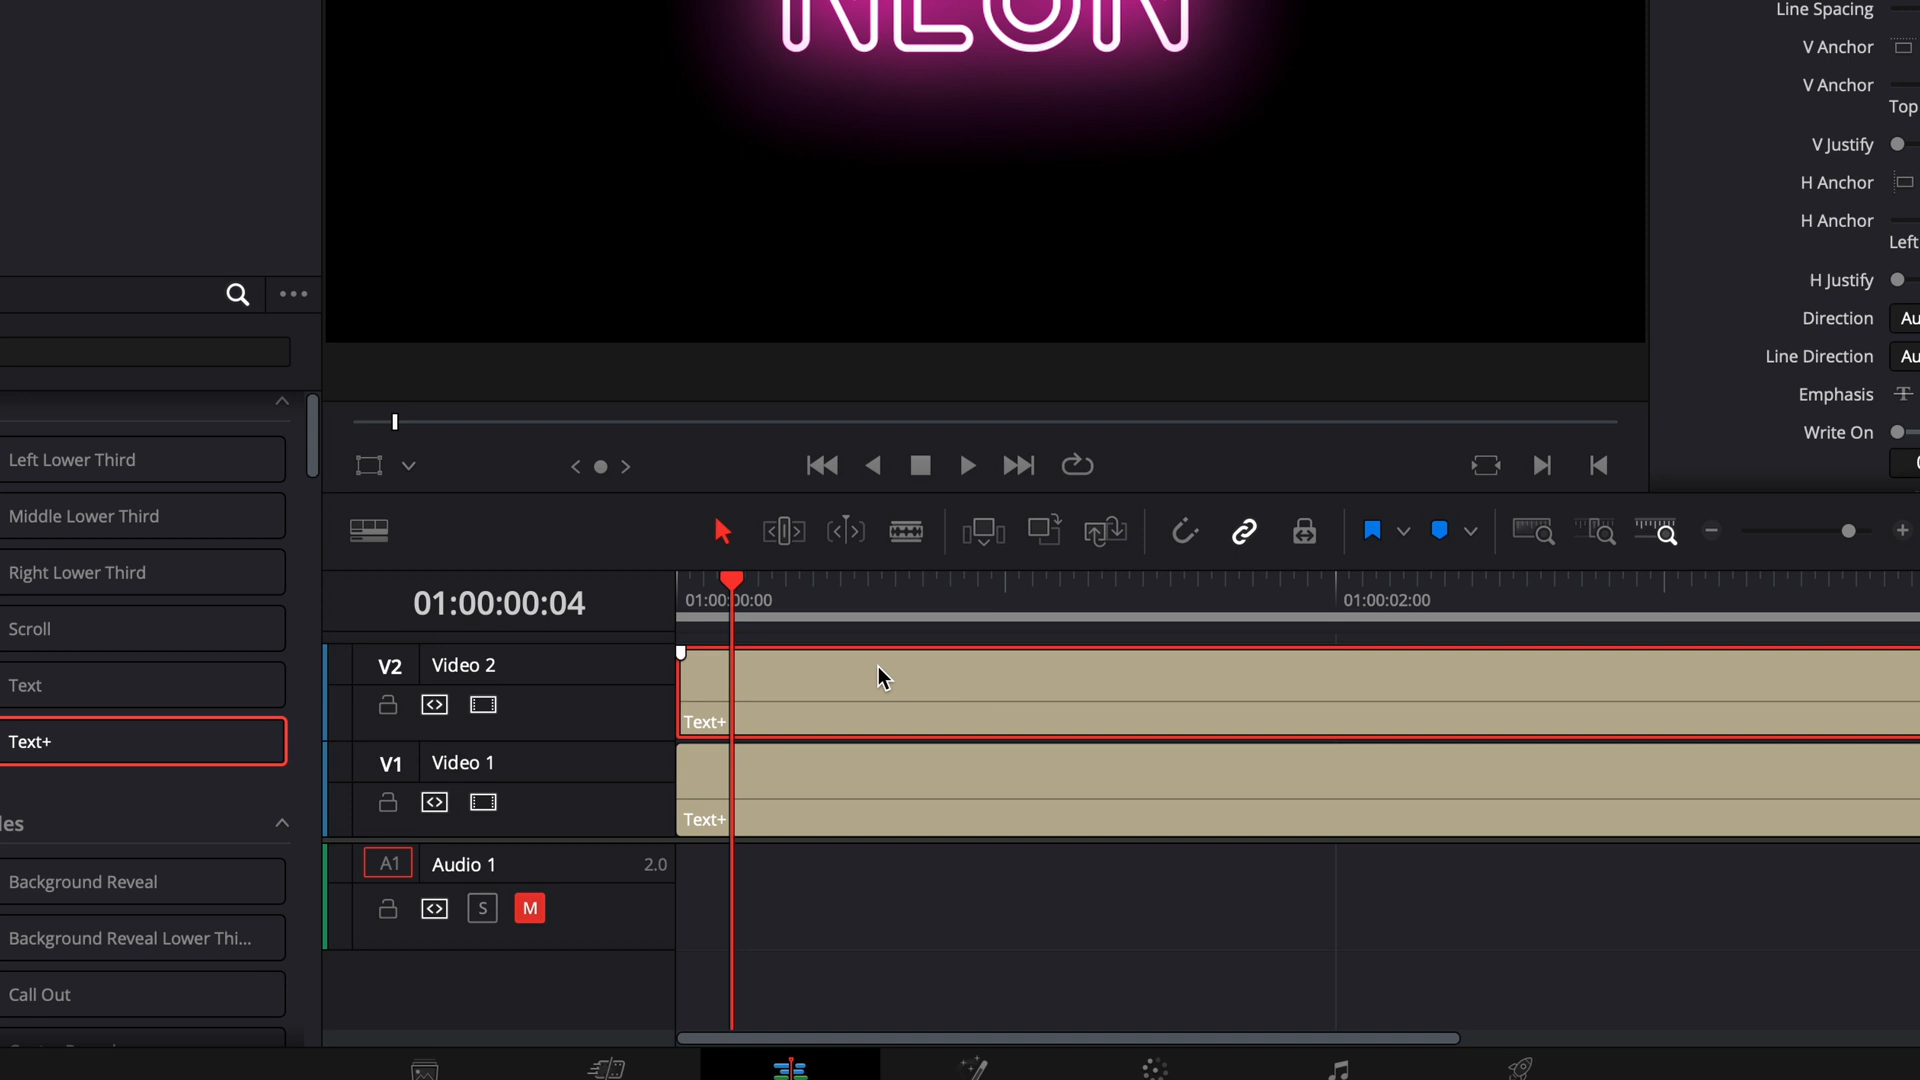 NEON
Line Spacing
V Anchor
V Anchor
Top
V Justify
H Anchor
H Anchor
Left
H Justify
Direction
Au
Line Direction
Au
Emphasis
Write On
Left Lower Third
Middle Lower Third
Right Lower Third
Scroll
Text
Text+
les
Background Reveal
Background Reveal Lower Thi...
Call Out
01:00:00:04
01:00:00:00
01:00:02:00
V2 Video 2
Text+
V1 Video 1
Text+
A1 Audio 1 2.0
S M